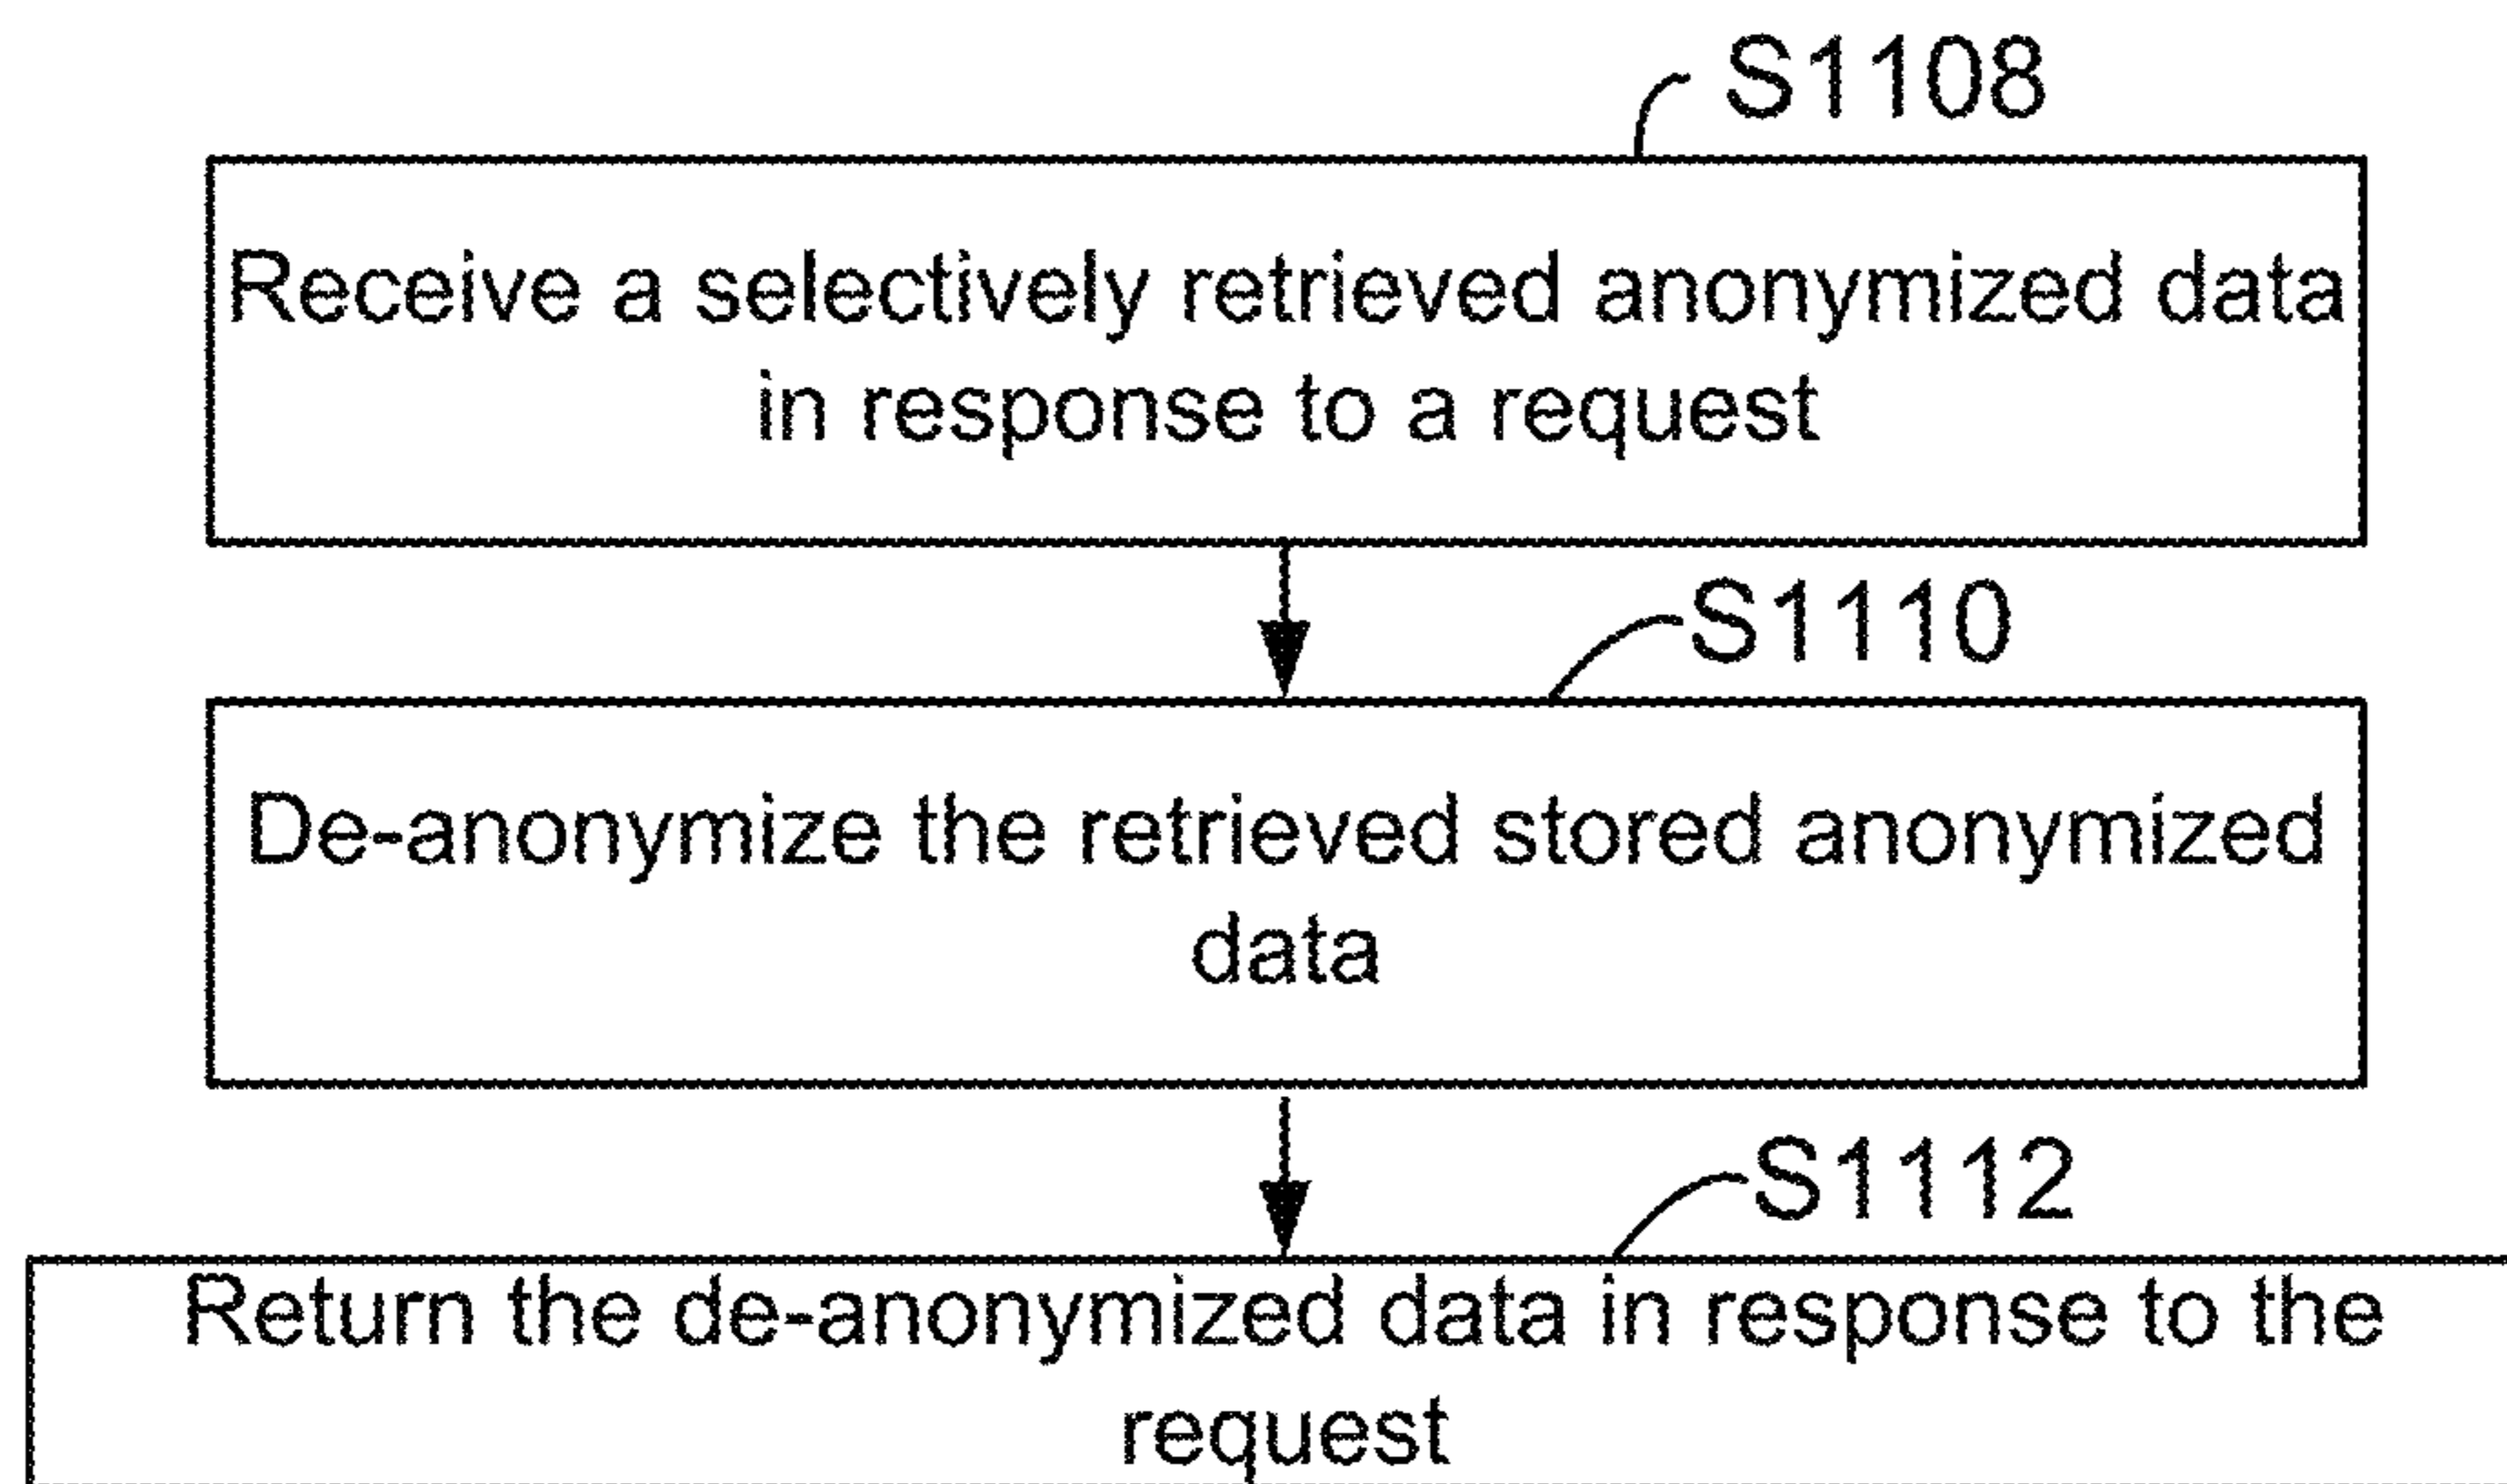 S1108
Receive a selectively retrieved anonymized data
in response to a request
S1110
De-anonymize the retrieved stored anonymized
data
S1112
Return the de-anonymized data in response to the
request